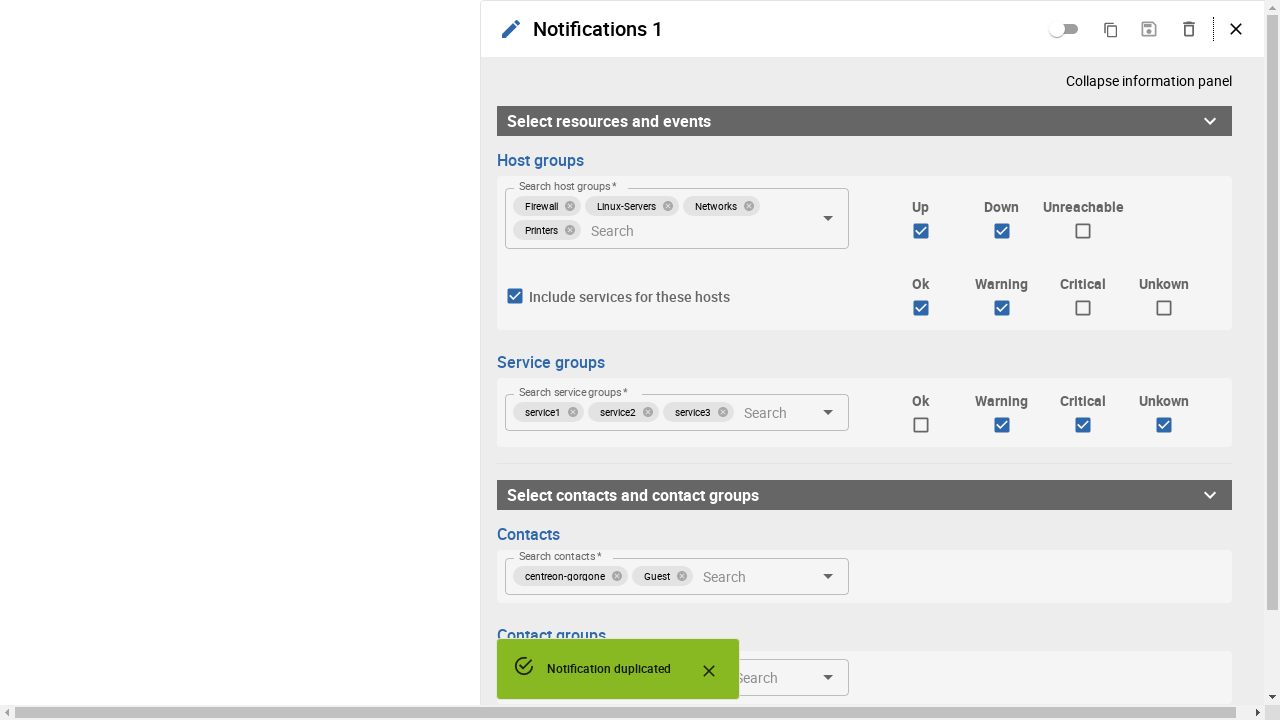 Notifications 1
Collapse information panel
Select resources and events
Host groups
Search host groups *
Firewall
Linux-Servers
Networks
Printers
Search
Up
Down
Unreachable
Include services for these hosts
Ok
Warning
Critical
Unkown
Service groups
Search service groups *
service1
service2
service3
Search
Ok
Warning
Critical
Unkown
Select contacts and contact groups
Contacts
Search contacts *
centreon-gorgone
Guest
Search
Contact groups
Search
Notification duplicated